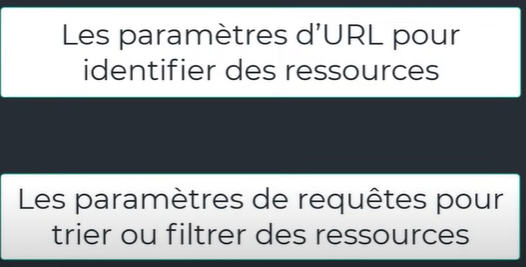 Les paramètres d’URL pour
identifier des ressources
Les paramètres de requêtes pour
trier ou filtrer des ressources